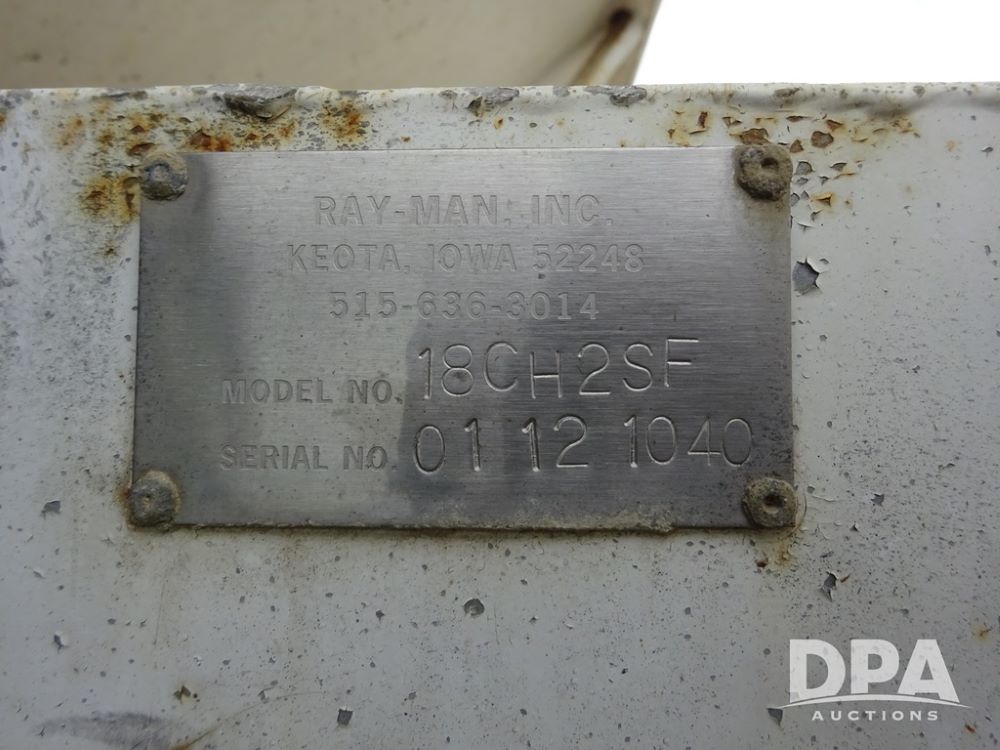 RAY-MAN, INC.
KEOTA, IOWA 52248
515-636-3014
MODEL NO. 18CH2SF
SERIAL NO. 01 12 1040
DPA
AUCTIONS